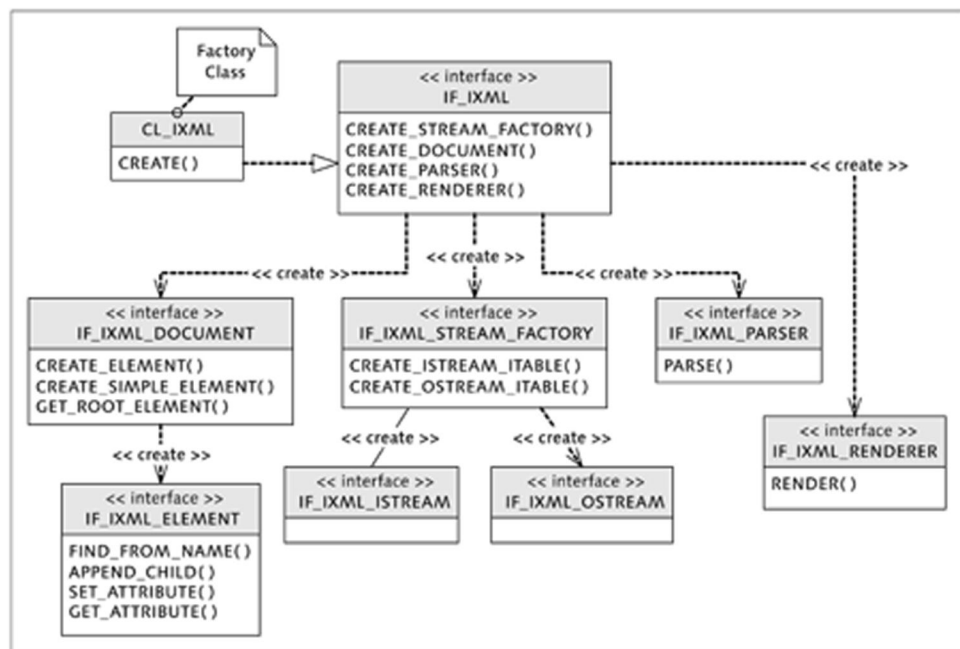 Factory
Class
CL_IXML
CREATE()
<< interface >>
IF_IXML
CREATE_STREAM_FACTORY()
CREATE_DOCUMENT()
CREATE_PARSER()
CREATE_RENDERER()
<< create >>
<< create >>
<< create >>
<< create >>
<< interface >>
IF_IXML_DOCUMENT
CREATE_ELEMENT()
CREATE_SIMPLE_ELEMENT()
GET_ROOT_ELEMENT()
<< interface >>
IF_IXML_STREAM_FACTORY
CREATE_ISTREAM_ITABLE()
CREATE_OSTREAM_ITABLE()
<< interface >>
IF_IXML_PARSER
PARSE()
<< interface >>
IF_IXML_RENDERER
RENDER()
<< create >>
<< create >>
<< create >>
<< interface >>
IF_IXML_ELEMENT
FIND_FROM_NAME()
APPEND_CHILD()
SET_ATTRIBUTE()
GET_ATTRIBUTE()
<< interface >>
IF_IXML_ISTREAM
<< interface >>
IF_IXML_OSTREAM